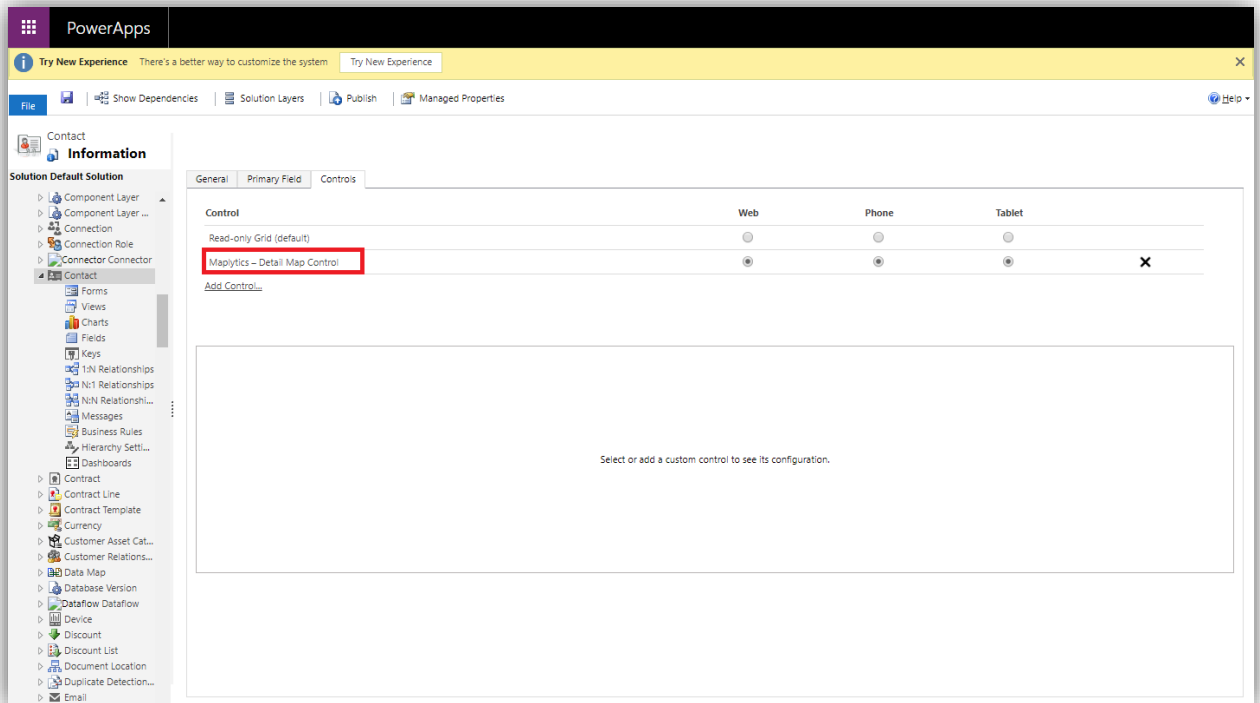 PowerApps
Try New Experience There's a better way to customize the system Try New Experience
File Show Dependencies Solution Layers Publish Managed Properties Help
Contact
Information
Solution Default Solution
Component Layer
Component Layer ...
Connection
Connection Role
Connector Connector
Contact
Forms
Views
Charts
Fields
Keys
1:N Relationships
N:1 Relationships
N:N Relationshi...
Messages
Business Rules
Hierarchy Setti...
Dashboards
Contract
Contract Line
Contract Template
Currency
Customer Asset Cat...
Customer Relations...
Data Map
Database Version
Dataflow Dataflow
Device
Discount
Discount List
Document Location
Duplicate Detection...
Email
General Primary Field Controls
Control Web Phone Tablet
Read-only Grid (default)
Maplytics – Detail Map Control
Add Control...
Select or add a custom control to see its configuration.